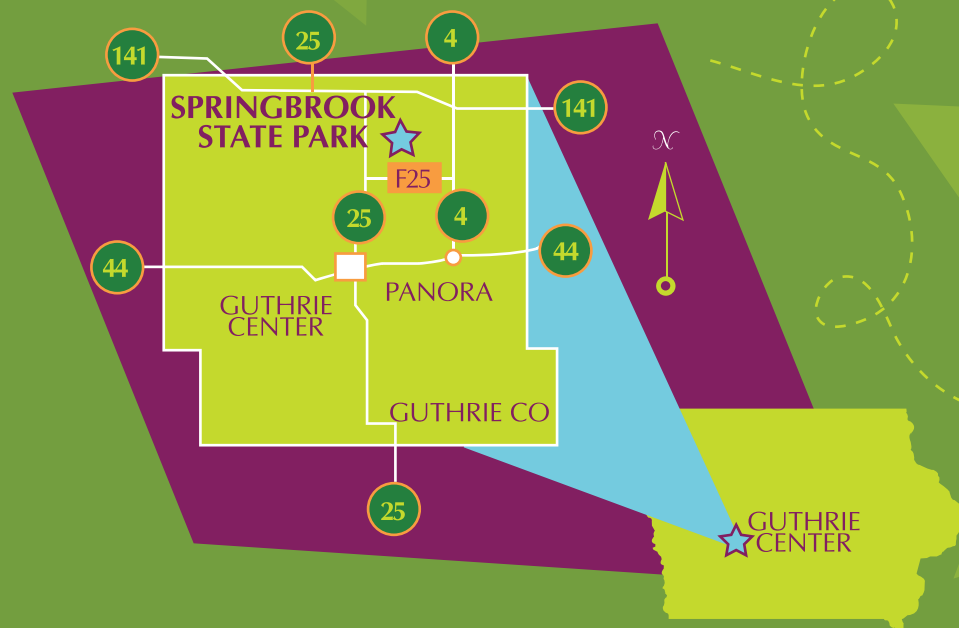 25
4
141
SPRINGBROOK
STATE PARK
141
N
F25
25
4
44
44
GUTHRIE
CENTER
PANORA
GUTHRIE CO
25
GUTHRIE
CENTER